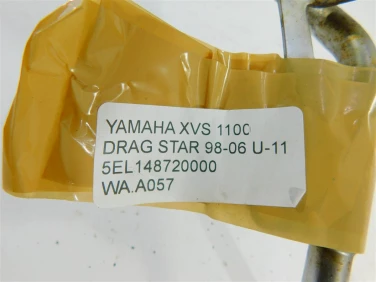 YAMAHA XVS 1100
DRAG STAR 98-06 U-11
5EL148720000
WA.A057